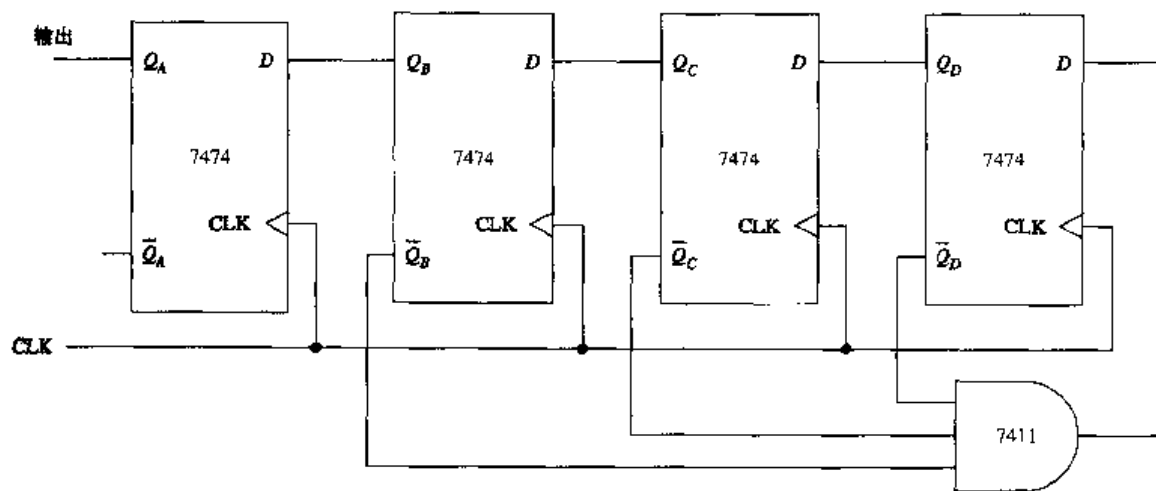 输出
Q_A D Q_B D Q_C D Q_D D
7474 7474 7474 7474
CLK CLK CLK CLK
Q̅_A Q̅_B Q̅_C Q̅_D
CLK
7411